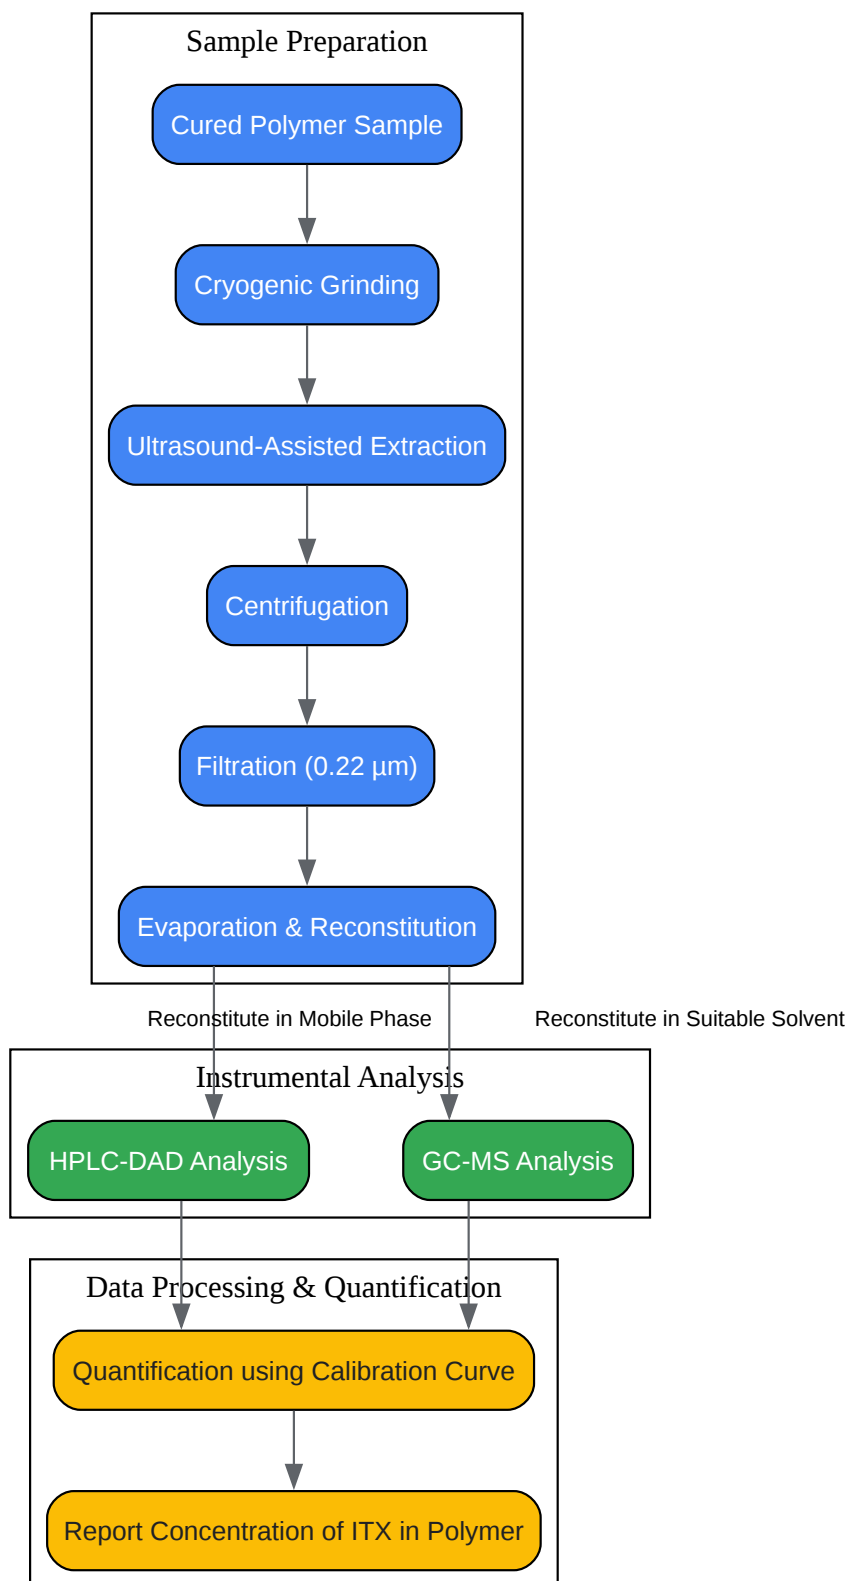 Sample Preparation
Cured Polymer Sample
Cryogenic Grinding
Ultrasound-Assisted Extraction
Centrifugation
Filtration (0.22 µm)
Evaporation & Reconstitution
Reconstitute in Mobile Phase
Reconstitute in Suitable Solvent
Instrumental Analysis
HPLC-DAD Analysis
GC-MS Analysis
Data Processing & Quantification
Quantification using Calibration Curve
Report Concentration of ITX in Polymer